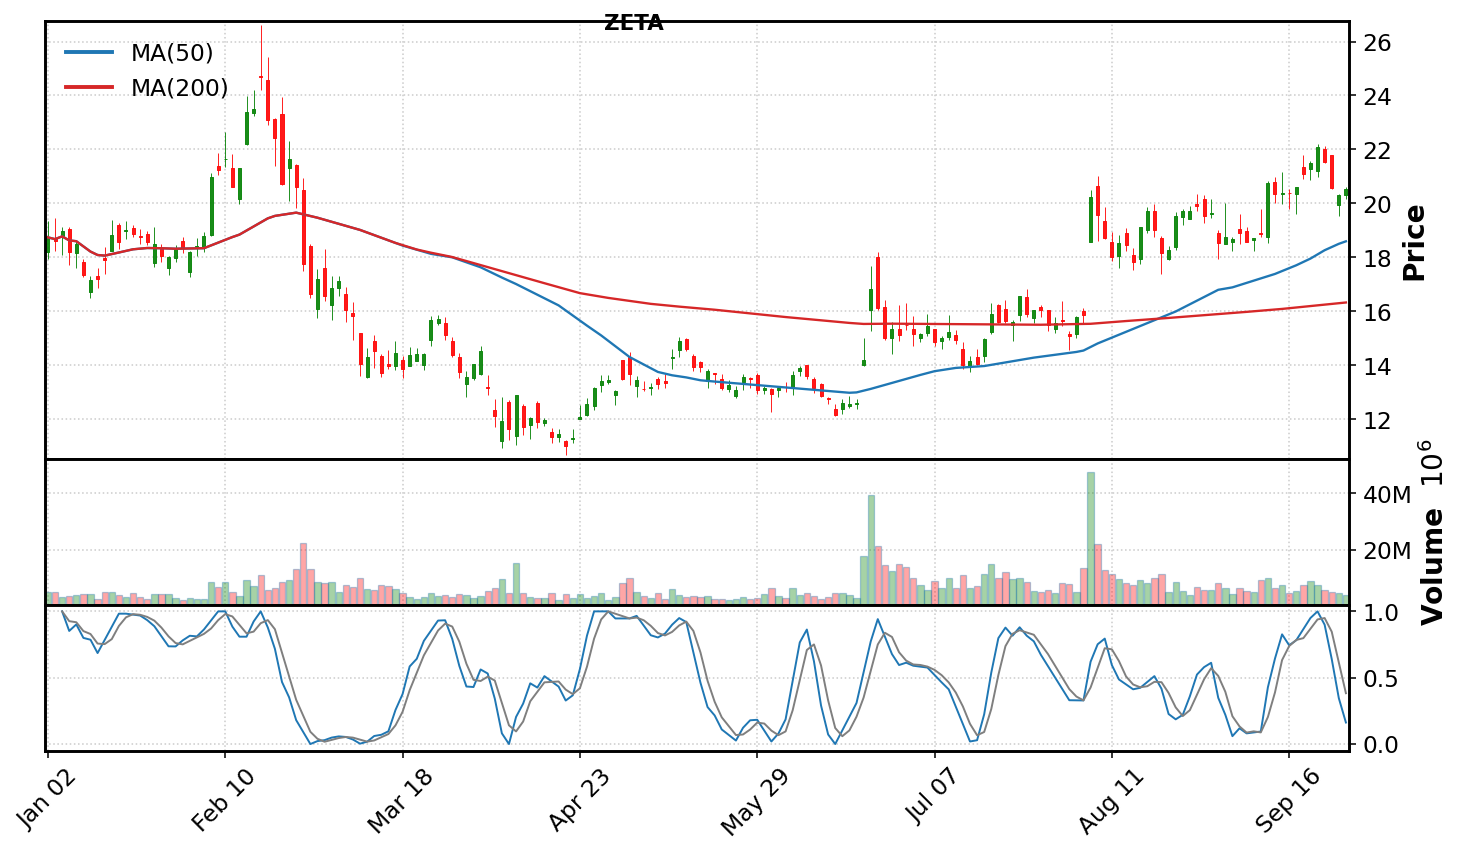 ZETA
MA(50)
MA(200)
26
24
22
20
18
16
14
12
Price
40M
20M
Volume 10^6
1.0
0.5
0.0
Jan 02
Feb 10
Mar 18
Apr 23
May 29
Jul 07
Aug 11
Sep 16